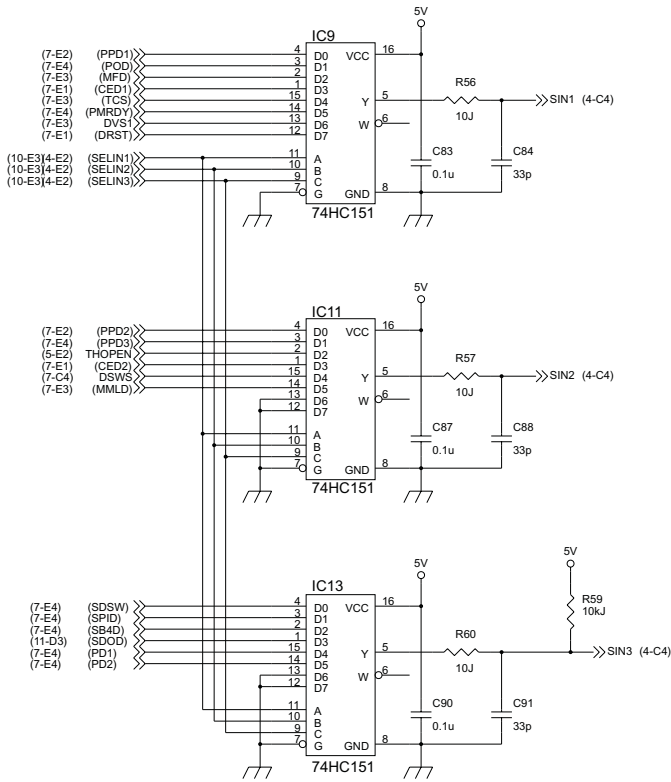 IC9
5V
(7-E2) (PPD1) 4 D0 VCC 16
(7-E4) (POD) 3 D1
(7-E3) (MFD) 2 D2
(7-E1) (CED1) 1 D3
(7-E3) (TCS) 15 D4 Y 5 R56 10J SIN1 (4-C4)
(7-E4) (PMRDY) 14 D5
(7-E3) DVS1 13 D6 W 6
(7-E1) (DRST) 12 D7
(10-E3)(4-E2) (SELIN1) 11 A
(10-E3)(4-E2) (SELIN2) 10 B
(10-E3)(4-E2) (SELIN3) 9 C
7 G GND 8
C83 0.1u
C84 33p
74HC151
IC11
5V
(7-E2) (PPD2) 4 D0 VCC 16
(7-E4) (PPD3) 3 D1
(5-E2) THOPEN 2 D2
(7-E1) (CED2) 1 D3
(7-C4) DSWS 15 D4 Y 5 R57 10J SIN2 (4-C4)
(7-E3) (MMLD) 14 D5
13 D6 W 6
12 D7
11 A
10 B
9 C
7 G GND 8
C87 0.1u
C88 33p
74HC151
IC13
5V
5V
R59 10kJ
(7-E4) (SDSW) 4 D0 VCC 16
(7-E4) (SPID) 3 D1
(7-E4) (SB4D) 2 D2
(11-D3) (SDOD) 1 D3
(7-E4) (PD1) 15 D4 Y 5 R60 10J SIN3 (4-C4)
(7-E4) (PD2) 14 D5
13 D6 W 6
12 D7
11 A
10 B
9 C
7 G GND 8
C90 0.1u
C91 33p
74HC151